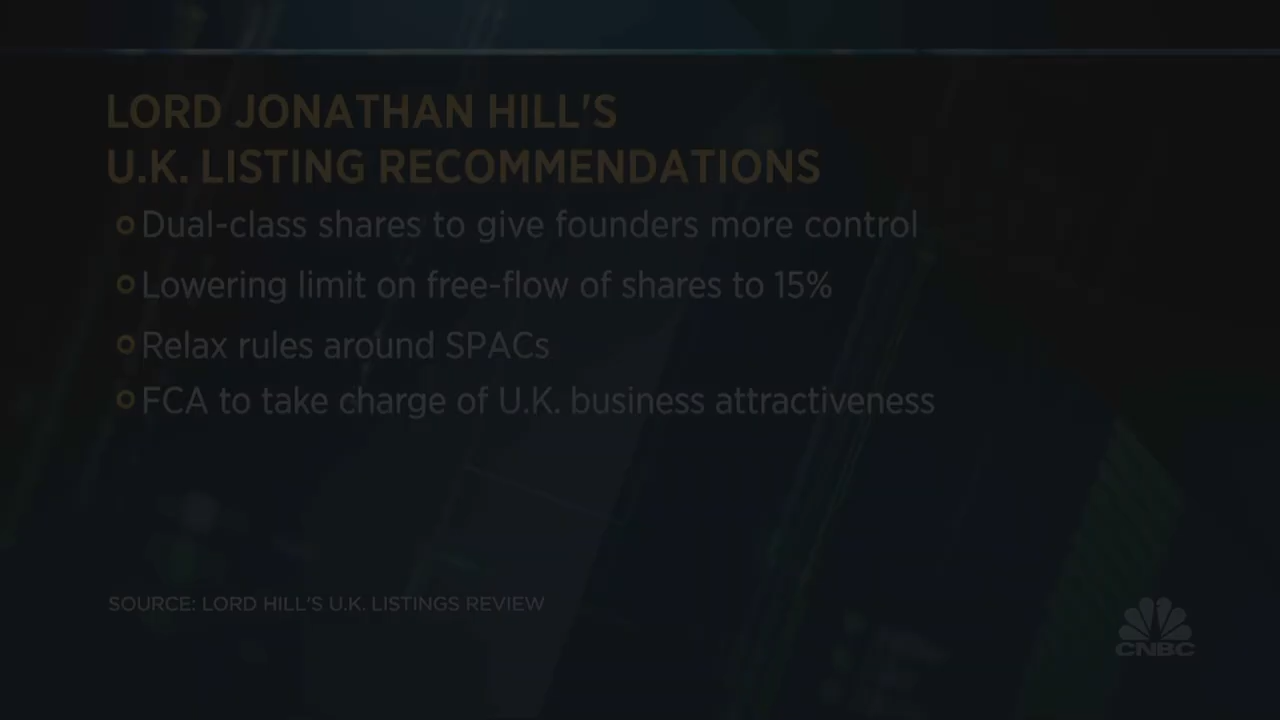 LORD JONATHAN HILL'S
U.K. LISTING RECOMMENDATIONS
Dual-class shares to give founders more control
Lowering limit on free-flow of shares to 15%
Relax rules around SPACs
FCA to take charge of U.K. business attractiveness
SOURCE: LORD HILL'S U.K. LISTINGS REVIEW
CNBC